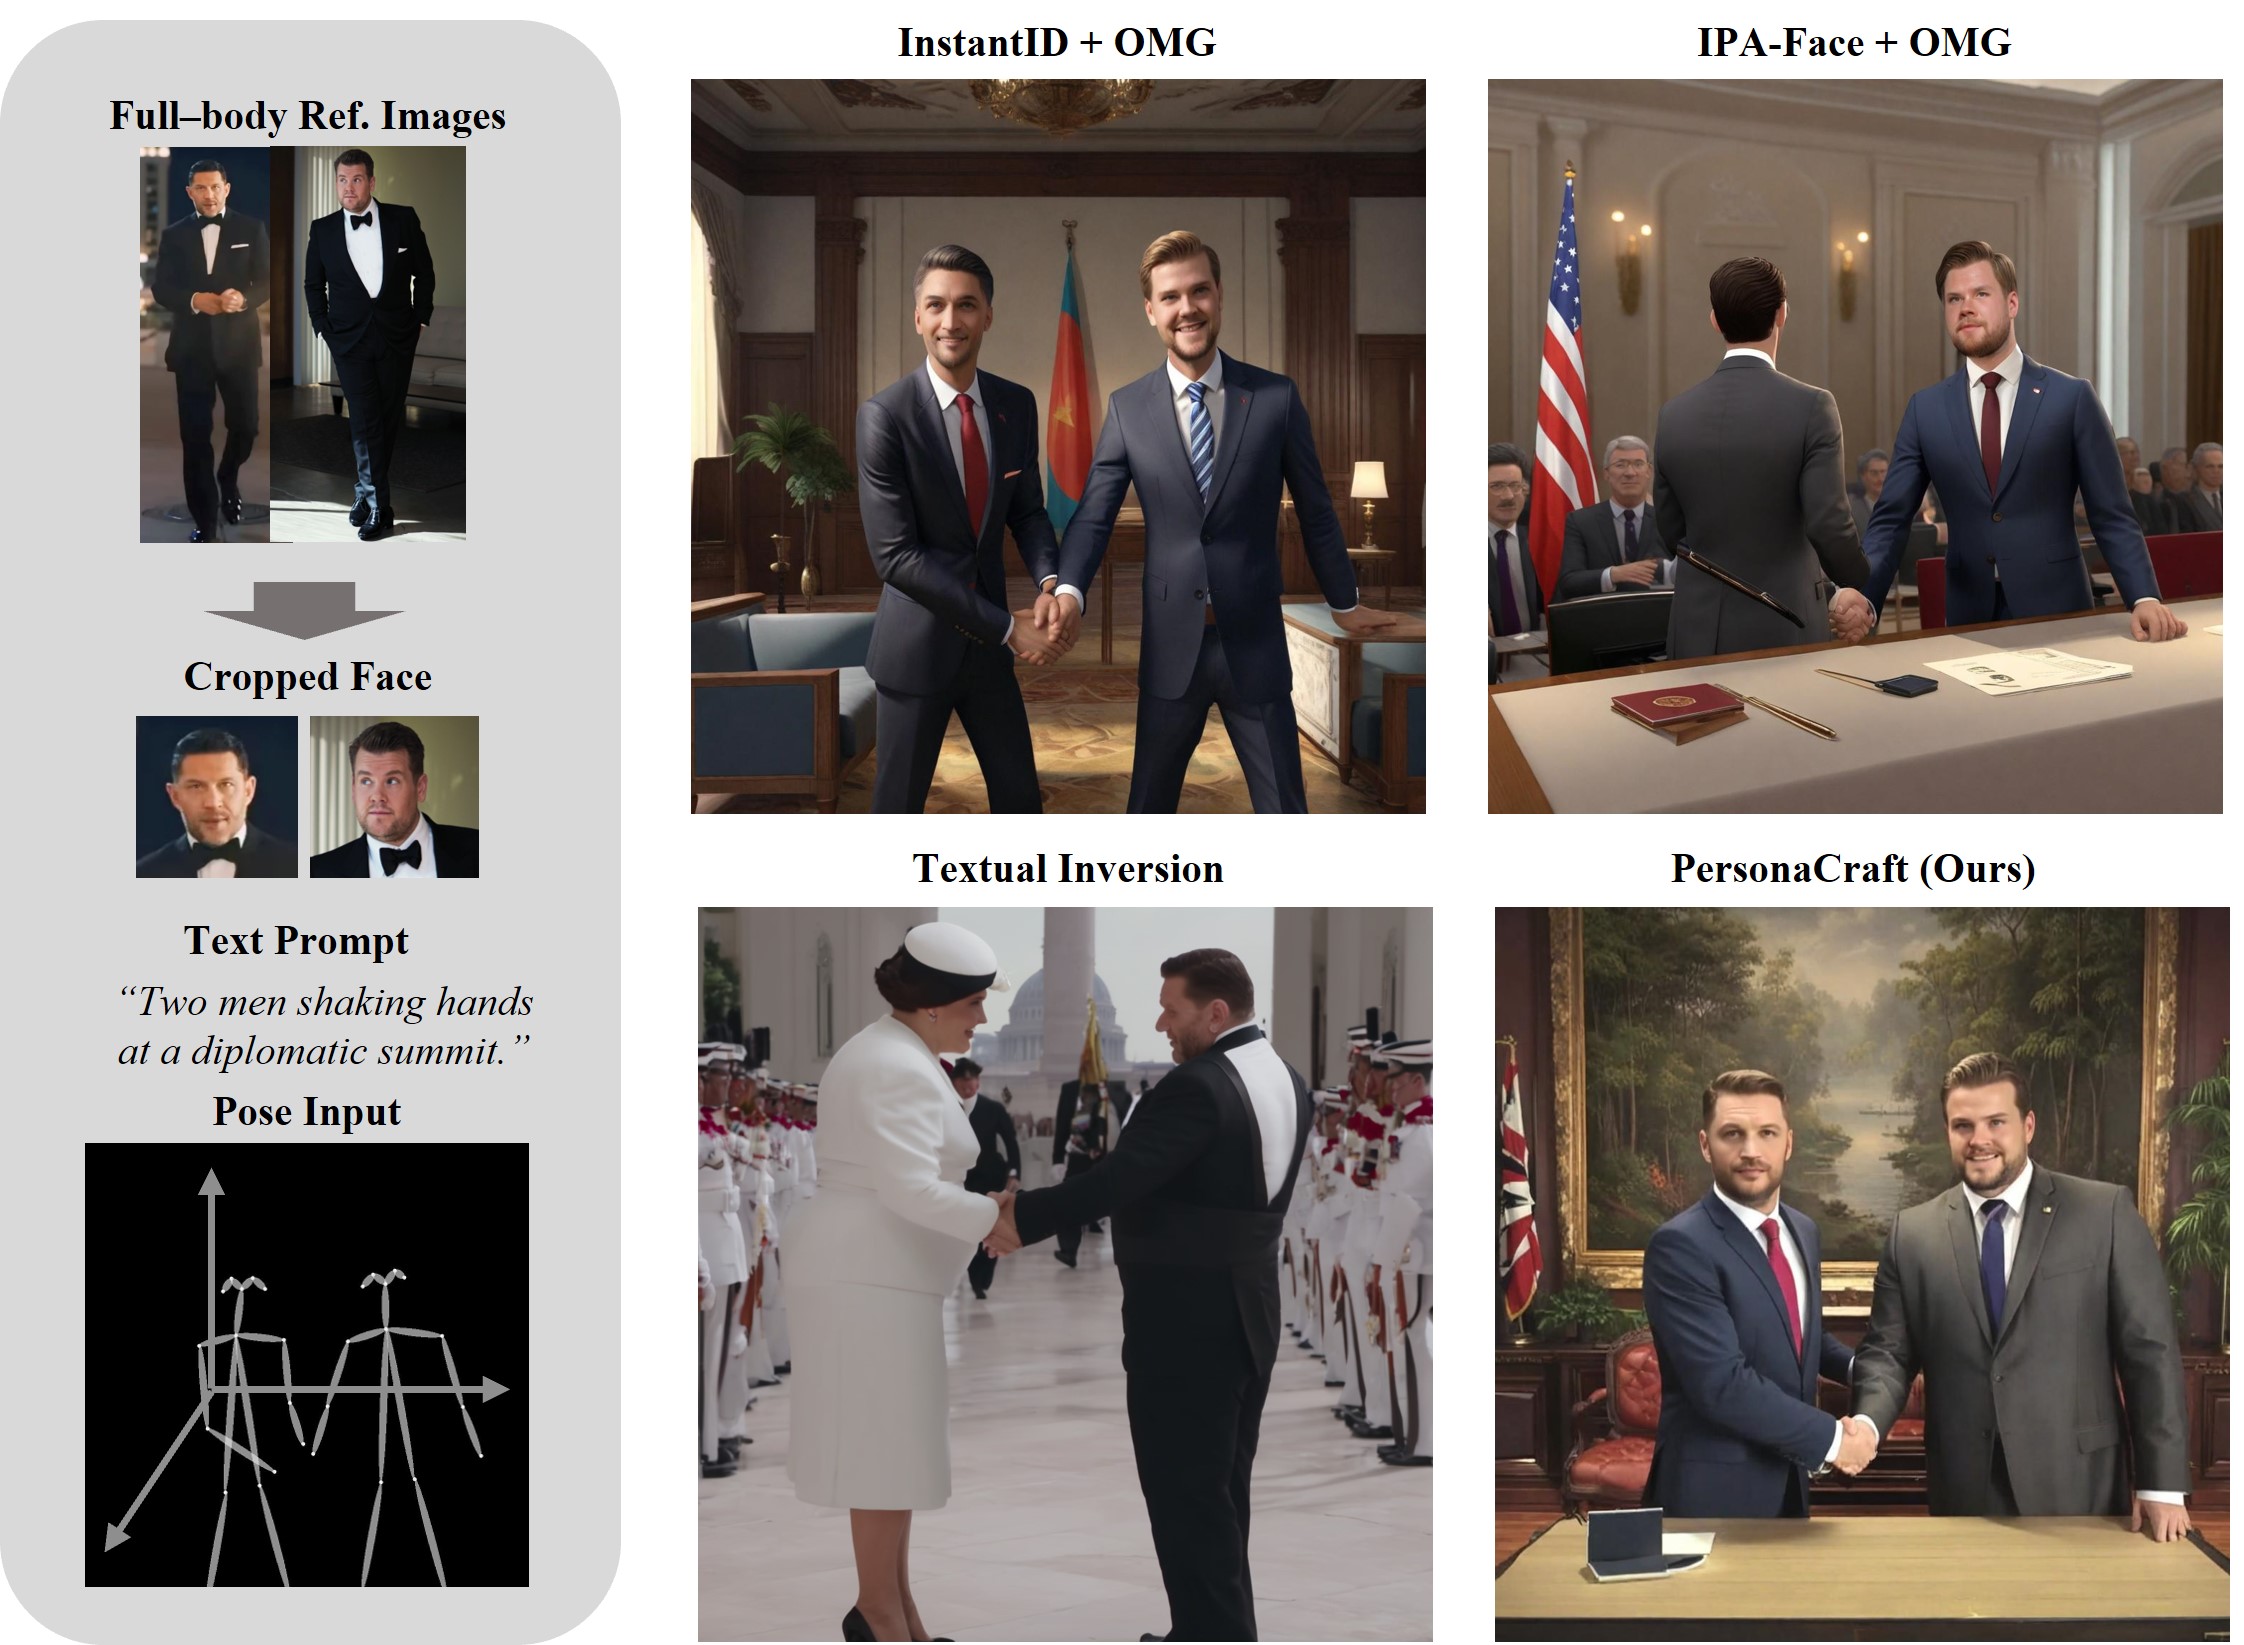 Full–body Ref. Images
Cropped Face
Text Prompt
“Two men shaking hands
at a diplomatic summit.”
Pose Input
InstantID + OMG
IPA-Face + OMG
Textual Inversion
PersonaCraft (Ours)